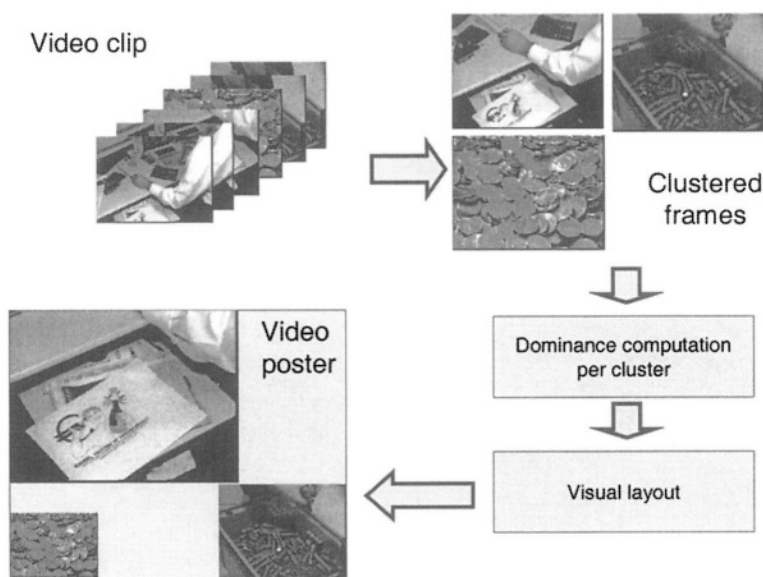 Video clip
Clustered
frames
Dominance computation
per cluster
Visual layout
Video
poster